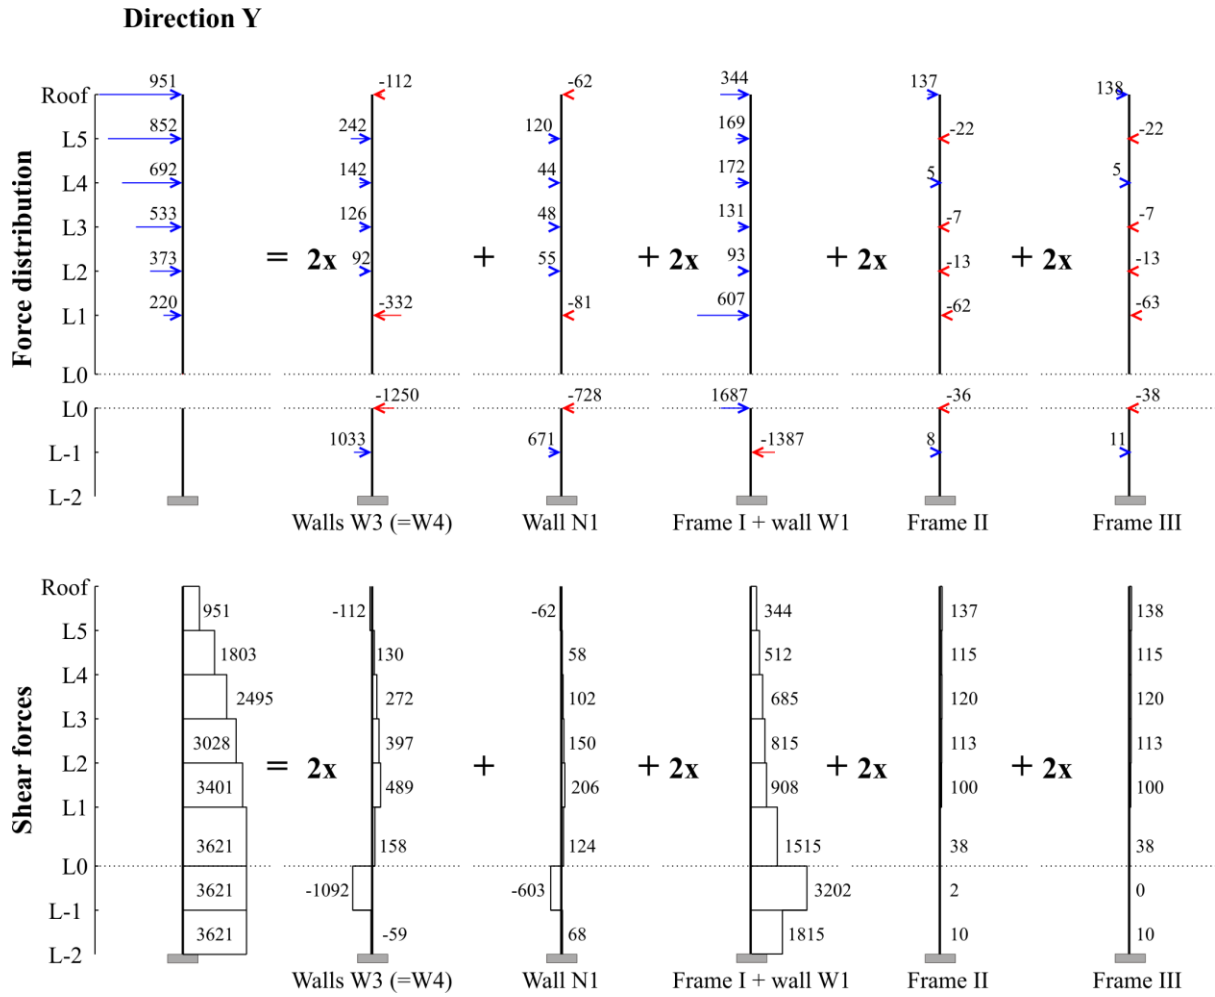 Direction Y
Force distribution
951 -112 -62 344 137 138
Roof
852 242 120 169 -22 -22
L5
692 142 44 172 5 5
L4
533 126 48 131 -7 -7
L3
373 = 2x 92 + 55 + 2x 93 + 2x -13 + 2x -13
L2
220 -332 -81 607 -62 -63
L1
L0
-1250 -728 1687 -36 -38
L0
1033 671 -1387 8 11
L-1
L-2
Walls W3 (=W4) Wall N1 Frame I + wall W1 Frame II Frame III
Shear forces
Roof
951 -112 -62 344 137 138
L5
1803 130 58 512 115 115
L4
2495 272 102 685 120 120
L3
3028 397 150 815 113 113
L2 = 2x + + 2x + 2x + 2x
3401 489 206 908 100 100
L1
3621 158 124 1515 38 38
L0
3621 -1092 -603 3202 2 0
L-1
3621 -59 68 1815 10 10
L-2
Walls W3 (=W4) Wall N1 Frame I + wall W1 Frame II Frame III